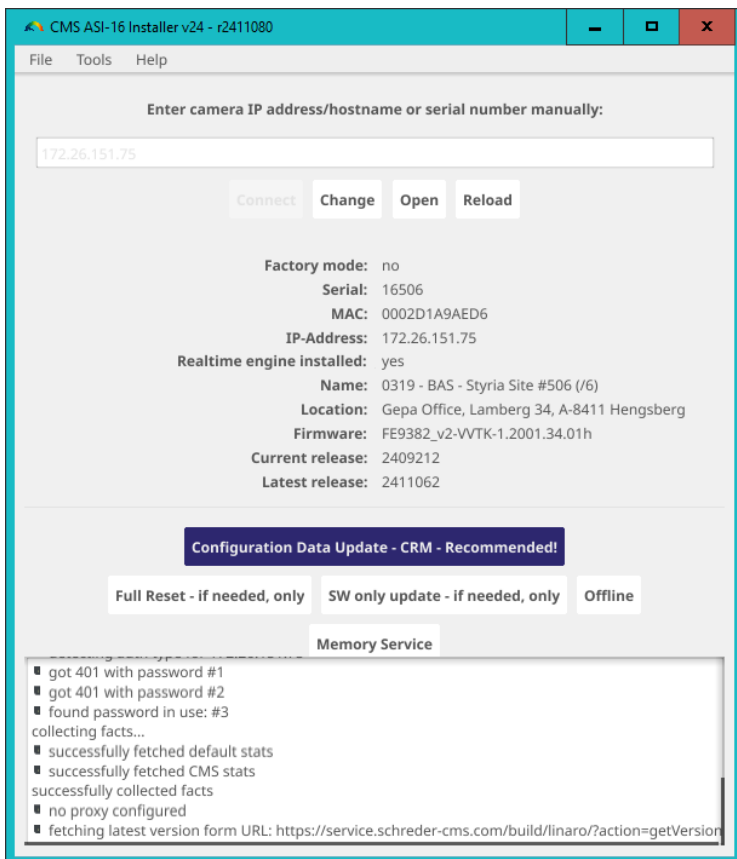 CMS ASI-16 Installer v24 - r2411080
File Tools Help
Enter camera IP address/hostname or serial number manually:
172.26.151.75
Connect Change Open Reload
Factory mode: no
Serial: 16506
MAC: 0002D1A9AED6
IP-Address: 172.26.151.75
Realtime engine installed: yes
Name: 0319 - BAS - Styria Site #506 (/6)
Location: Gepa Office, Lamberg 34, A-8411 Hengsberg
Firmware: FE9382_v2-VVTK-1.2001.34.01h
Current release: 2409212
Latest release: 2411062
Configuration Data Update - CRM - Recommended!
Full Reset - if needed, only SW only update - if needed, only Offline
Memory Service
got 401 with password #1
got 401 with password #2
found password in use: #3
collecting facts...
successfully fetched default stats
successfully fetched CMS stats
successfully collected facts
no proxy configured
fetching latest version form URL: https://service.schreder-cms.com/build/linaro/?action=getVersion